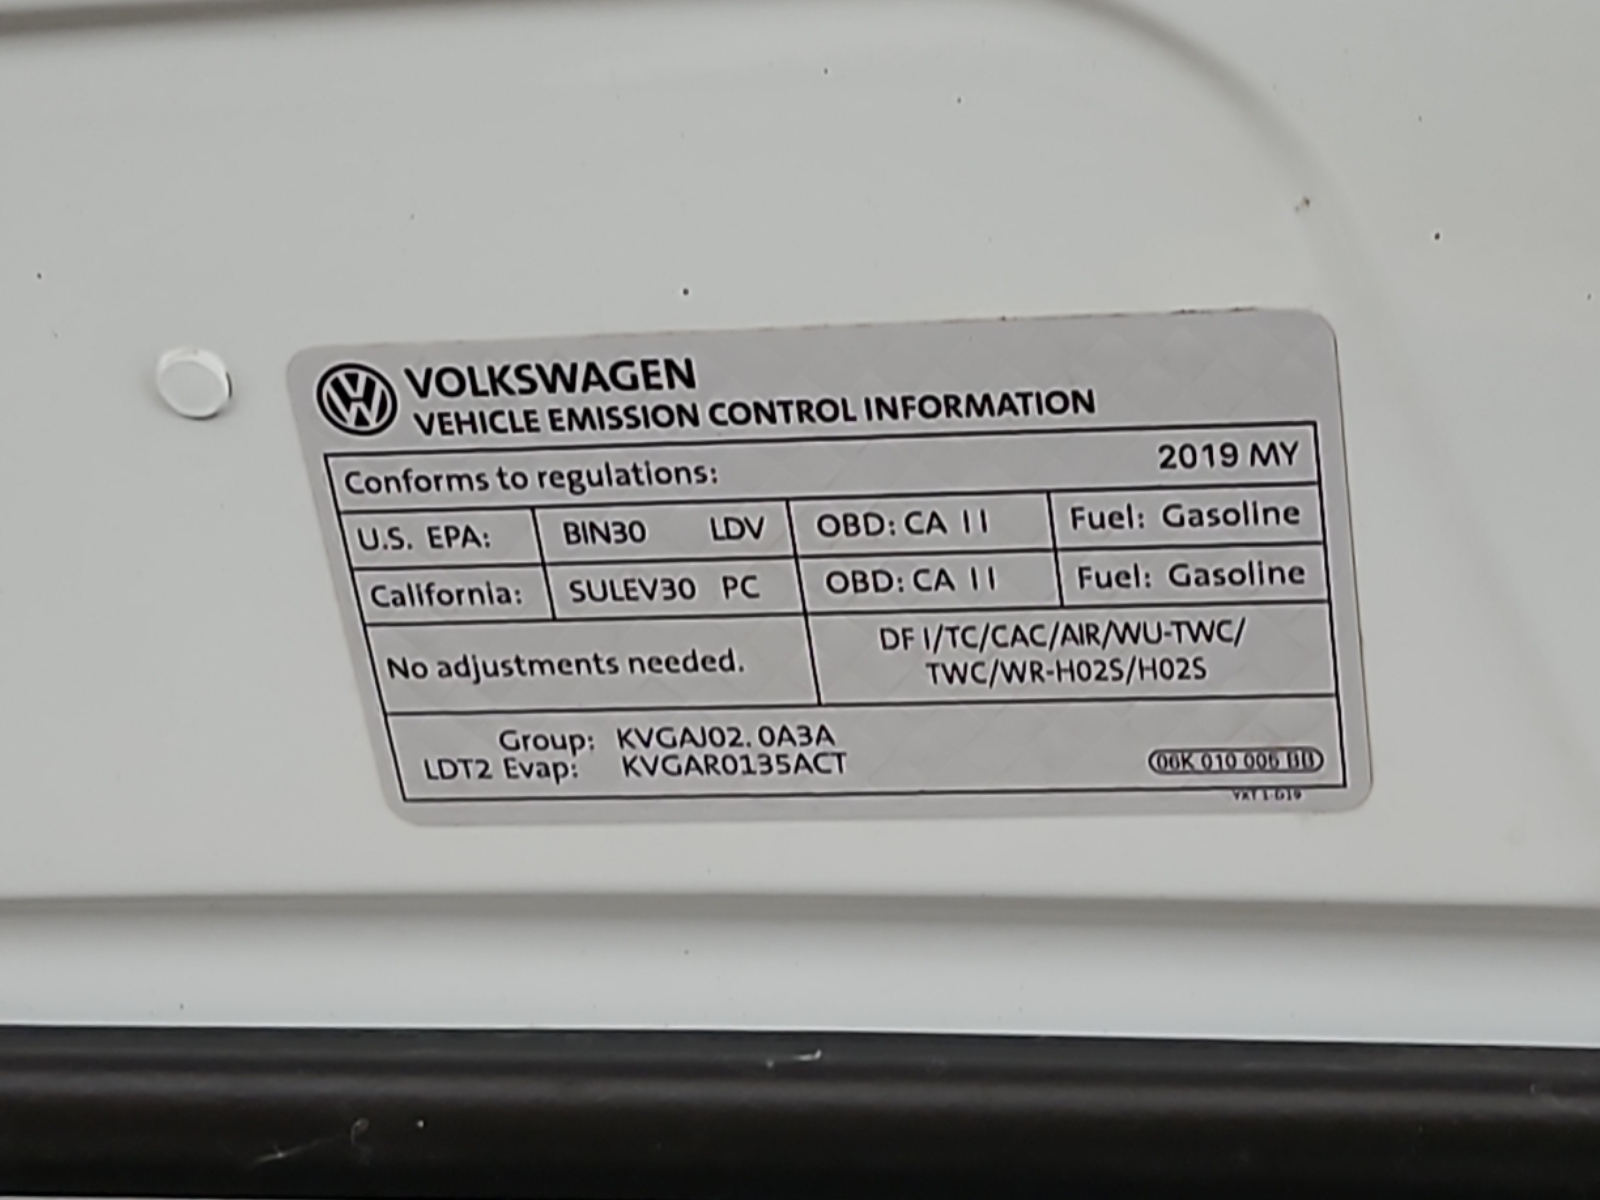 VOLKSWAGEN
VEHICLE EMISSION CONTROL INFORMATION
Conforms to regulations: 2019 MY
U.S. EPA: BIN30 LDV OBD: CA II Fuel: Gasoline
California: SULEV30 PC OBD: CA II Fuel: Gasoline
No adjustments needed.
DFI/TC/CAC/AIR/WU-TWC/
TWC/WR-HO2S/HO2S
Group: KVGAJ02.0A3A
LDT2 Evap: KVGAR0135ACT
06K 010 006